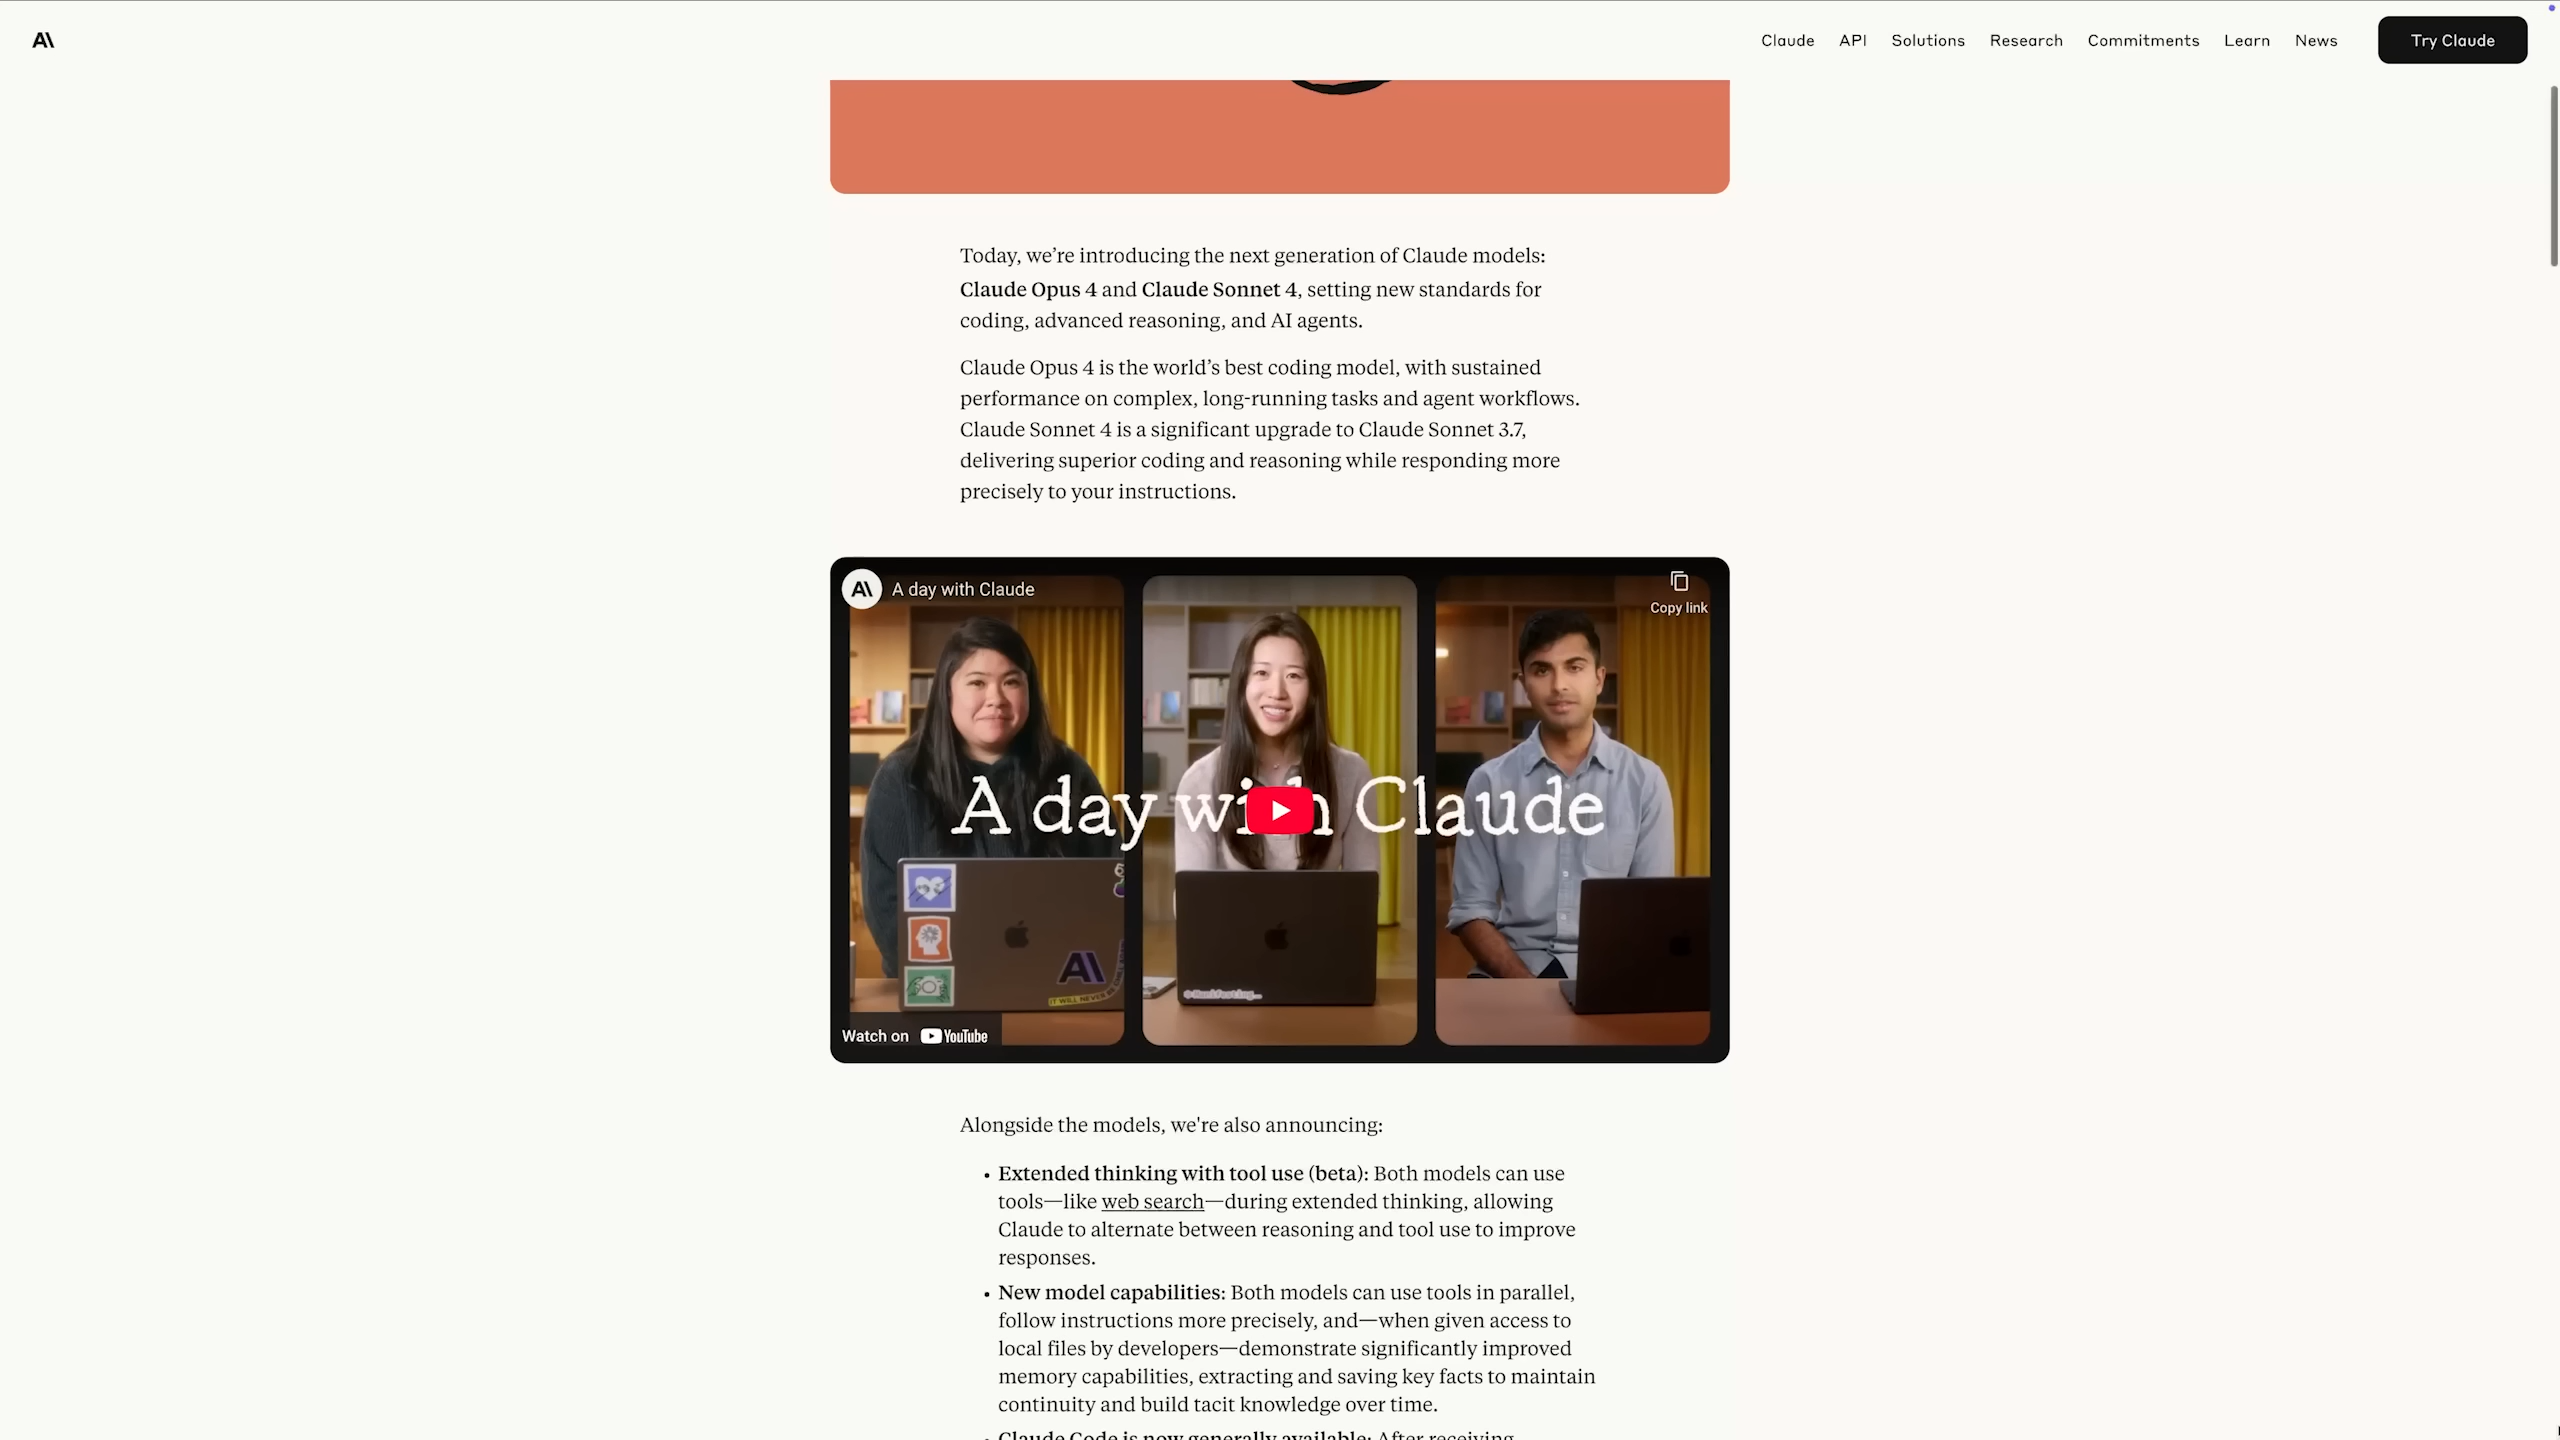 Claude API Solutions Research Commitments Learn News Try Claude
Today, we’re introducing the next generation of Claude models:
Claude Opus 4 and Claude Sonnet 4, setting new standards for
coding, advanced reasoning, and AI agents.
Claude Opus 4 is the world’s best coding model, with sustained
performance on complex, long-running tasks and agent workflows.
Claude Sonnet 4 is a significant upgrade to Claude Sonnet 3.7,
delivering superior coding and reasoning while responding more
precisely to your instructions.
A day with Claude
Copy link
A day with Claude
IT WILL NEVER
Watch on YouTube
Alongside the models, we're also announcing:
• Extended thinking with tool use (beta): Both models can use
tools—like web search—during extended thinking, allowing
Claude to alternate between reasoning and tool use to improve
responses.
• New model capabilities: Both models can use tools in parallel,
follow instructions more precisely, and—when given access to
local files by developers—demonstrate significantly improved
memory capabilities, extracting and saving key facts to maintain
continuity and build tacit knowledge over time.
• Claude Code is now generally available: After receiving